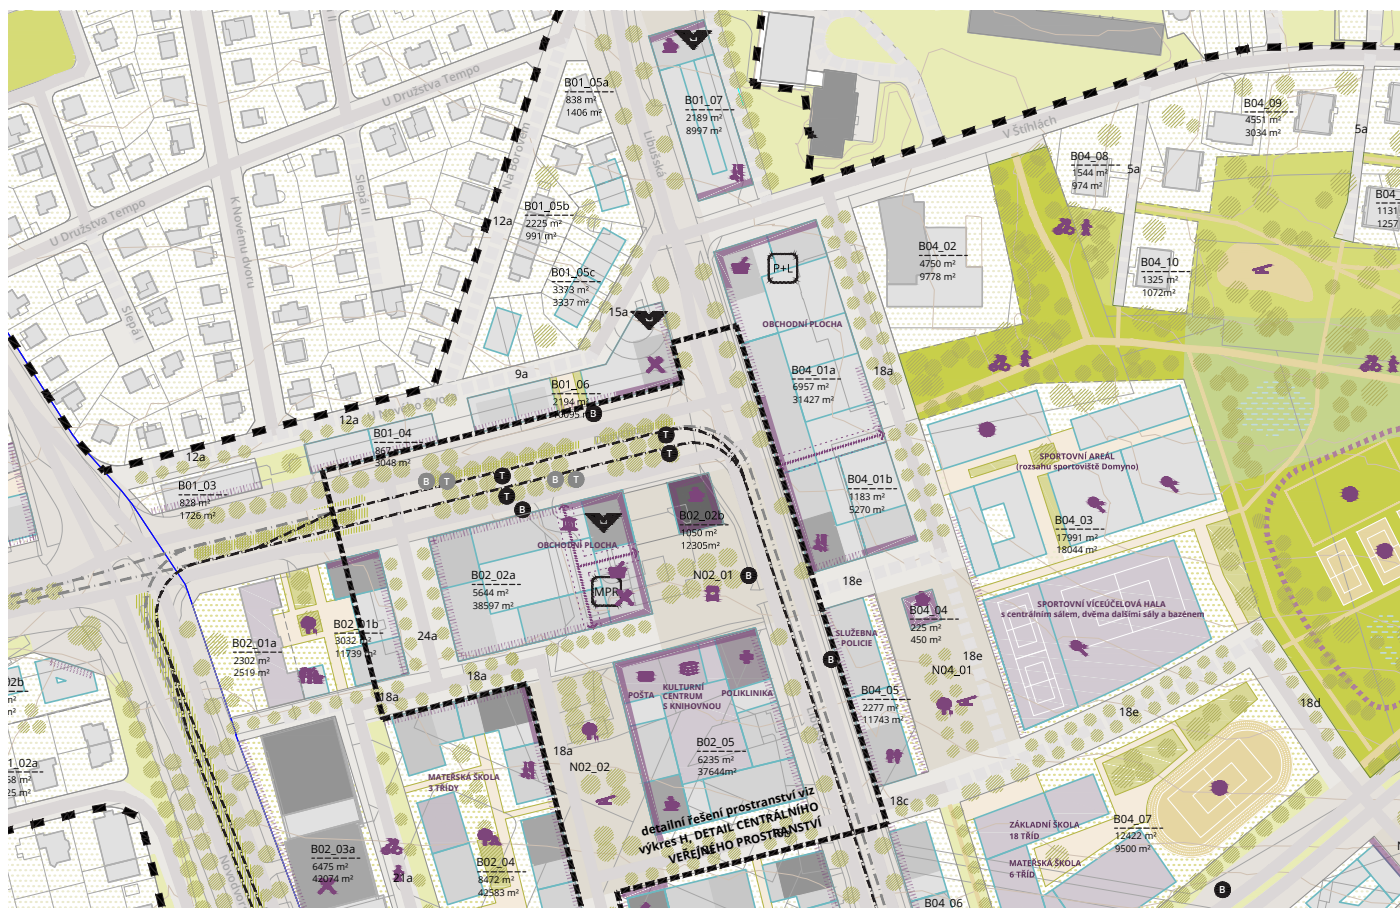 U Družstva Tempo
B01_05a
838 m²
1406 m²
B01_07
2189 m²
8997 m²
Libušská
Na Borovém
V Štíhlách
B04_09
4551 m²
3034 m²
5a
B04_08
1544 m²
974 m²
5a
U Družstva Tempo
K Novému dvoru
Slepá II
12a
B01_05b
2225 m²
991 m²
B01_05c
3373 m²
3337 m²
P+L
B04_02
4750 m²
9778 m²
B04_10
1325 m²
1072m²
B04_
1131
1257
Slepá I
15a
OBCHODNÍ PLOCHA
9a
B01_06
2194 m²
B04_01a
6957 m²
31427 m²
18a
12a
U Nového Dvora
B
B01_04
3048 m²
T
T
12a
SPORTOVNÍ AREÁL
(rozsahu sportoviště Domyno)
B01_03
828 m²
1726 m²
B
T
T
B
T
T
B
B04_01b
1183 m²
5270 m²
B02_02b
1050 m²
12305m²
B04_03
17991 m²
18044 m²
OBCHODNÍ PLOCHA
B02_02a
5644 m²
38597 m²
MPR
N02_01
B
18e
B02_01a
2302 m²
2519 m²
B02_01b
3032 m²
11739 m²
24a
SPORTOVNÍ VÍCEÚČELOVÁ HALA
s centrálním sálem, dvěma dalšími sály a bazénem
SLUŽEBNA
POLICIE
B04_04
225 m²
450 m²
B
18e
N04_01
18a
18a
POŠTA
KULTURNÍ
CENTRUM
S KNIHOVNOU
POLIKLINIKA
B04_05
2277 m²
11743 m²
18e
18d
02b
B02_05
6235 m²
37644m²
18a
N02_02
1_02a
MATEŘSKÁ ŠKOLA
3 TŘÍDY
detailní řešení prostranství viz
výkres H, DETAIL CENTRÁLNÍHO
VEŘEJNÉHO PROSTRANSTVÍ
18c
ZÁKLADNÍ ŠKOLA
18 TŘÍD
B04_07
12422 m²
9500 m²
MATEŘSKÁ ŠKOLA
6 TŘÍD
B02_03a
6475 m²
42074 m²
21a
B02_04
8472 m²
42583 m²
B
B04_06